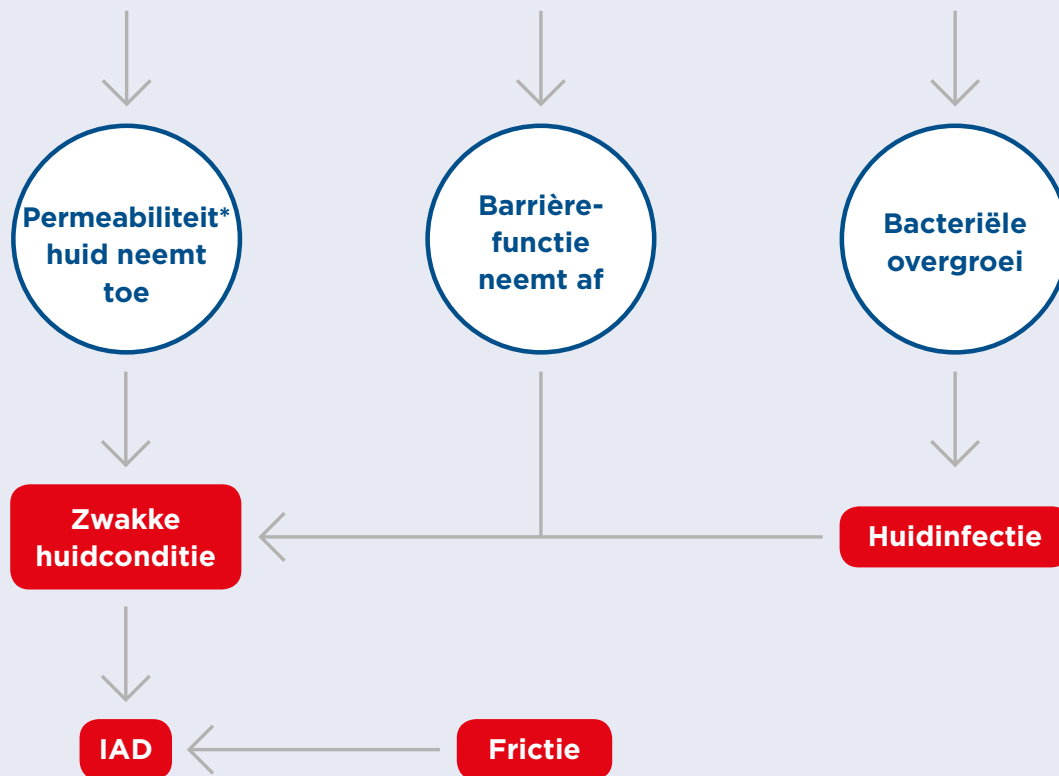 Permeabiliteit*
huid neemt
toe
Barrière-
functie
neemt af
Bacteriële
overgroei
Zwakke
huidconditie
Huidinfectie
IAD
Frictie